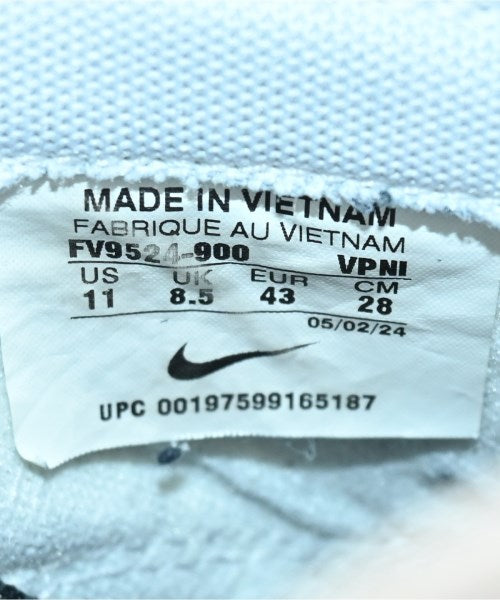 MADE IN VIETNAM
FABRIQUE AU VIETNAM
FV9524-900 VPNI
US UK EUR CM
11 8.5 43 28
05/02/24
UPC 00197599165187